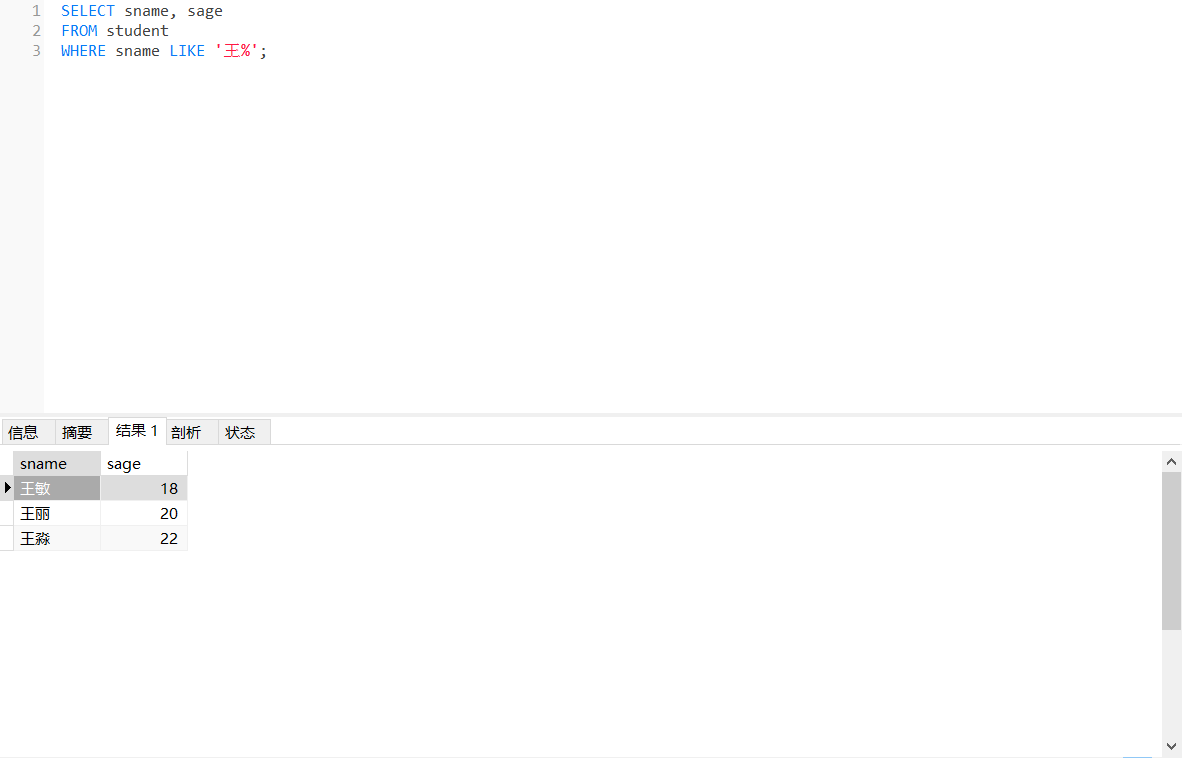 1 SELECT sname, sage
2 FROM student
3 WHERE sname LIKE '王%';
信息 摘要 结果 1 剖析 状态
sname sage
王敏 18
王丽 20
王淼 22